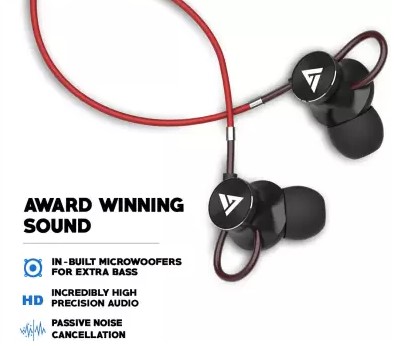 AWARD WINNING
SOUND
IN-BUILT MICROWOOFERS
FOR EXTRA BASS
HD
INCREDIBLY HIGH
PRECISION AUDIO
PASSIVE NOISE
CANCELLATION